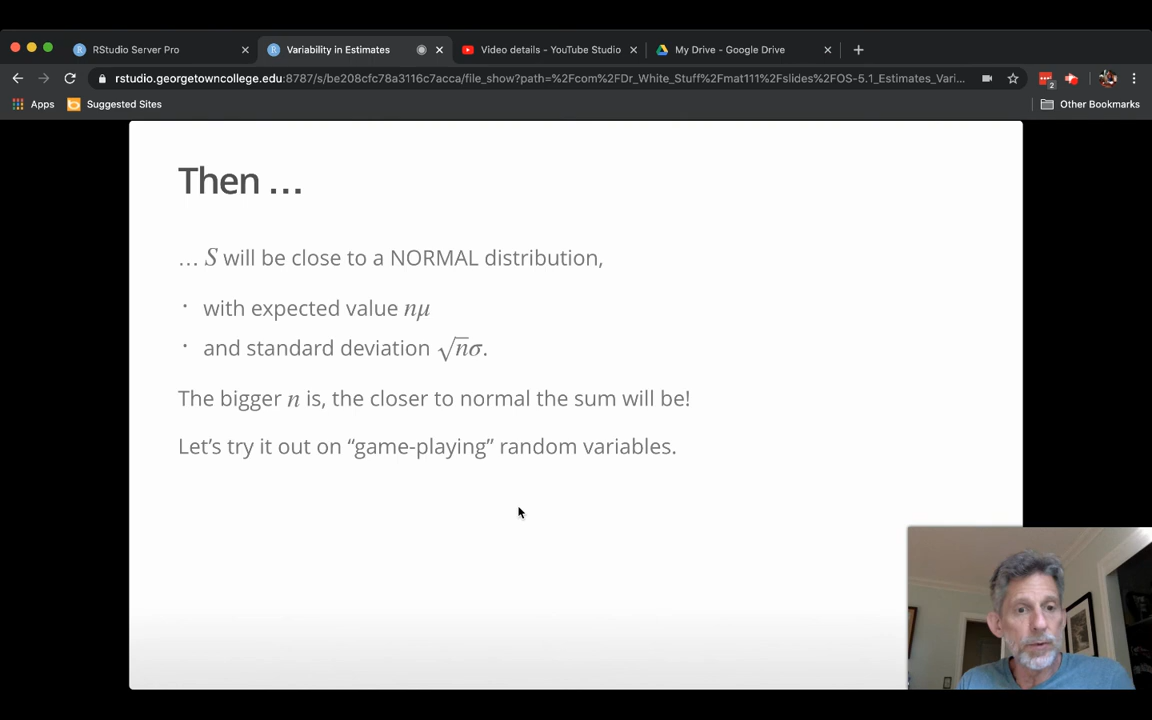 RStudio Server Pro
Variability in Estimates
Video details - YouTube Studio
My Drive - Google Drive
rstudio.georgetowncollege.edu:8787/s/be208cfc78a3116c7acca/file_show?path=%2Fcom%2FDr_White_Stuff%2Fmat111%2Fslides%2FOS-5.1_Estimates_Vari...
2
Apps
Suggested Sites
Other Bookmarks
Then …
… S will be close to a NORMAL distribution,
· with expected value nμ
· and standard deviation √nσ.
The bigger n is, the closer to normal the sum will be!
Let’s try it out on “game-playing” random variables.